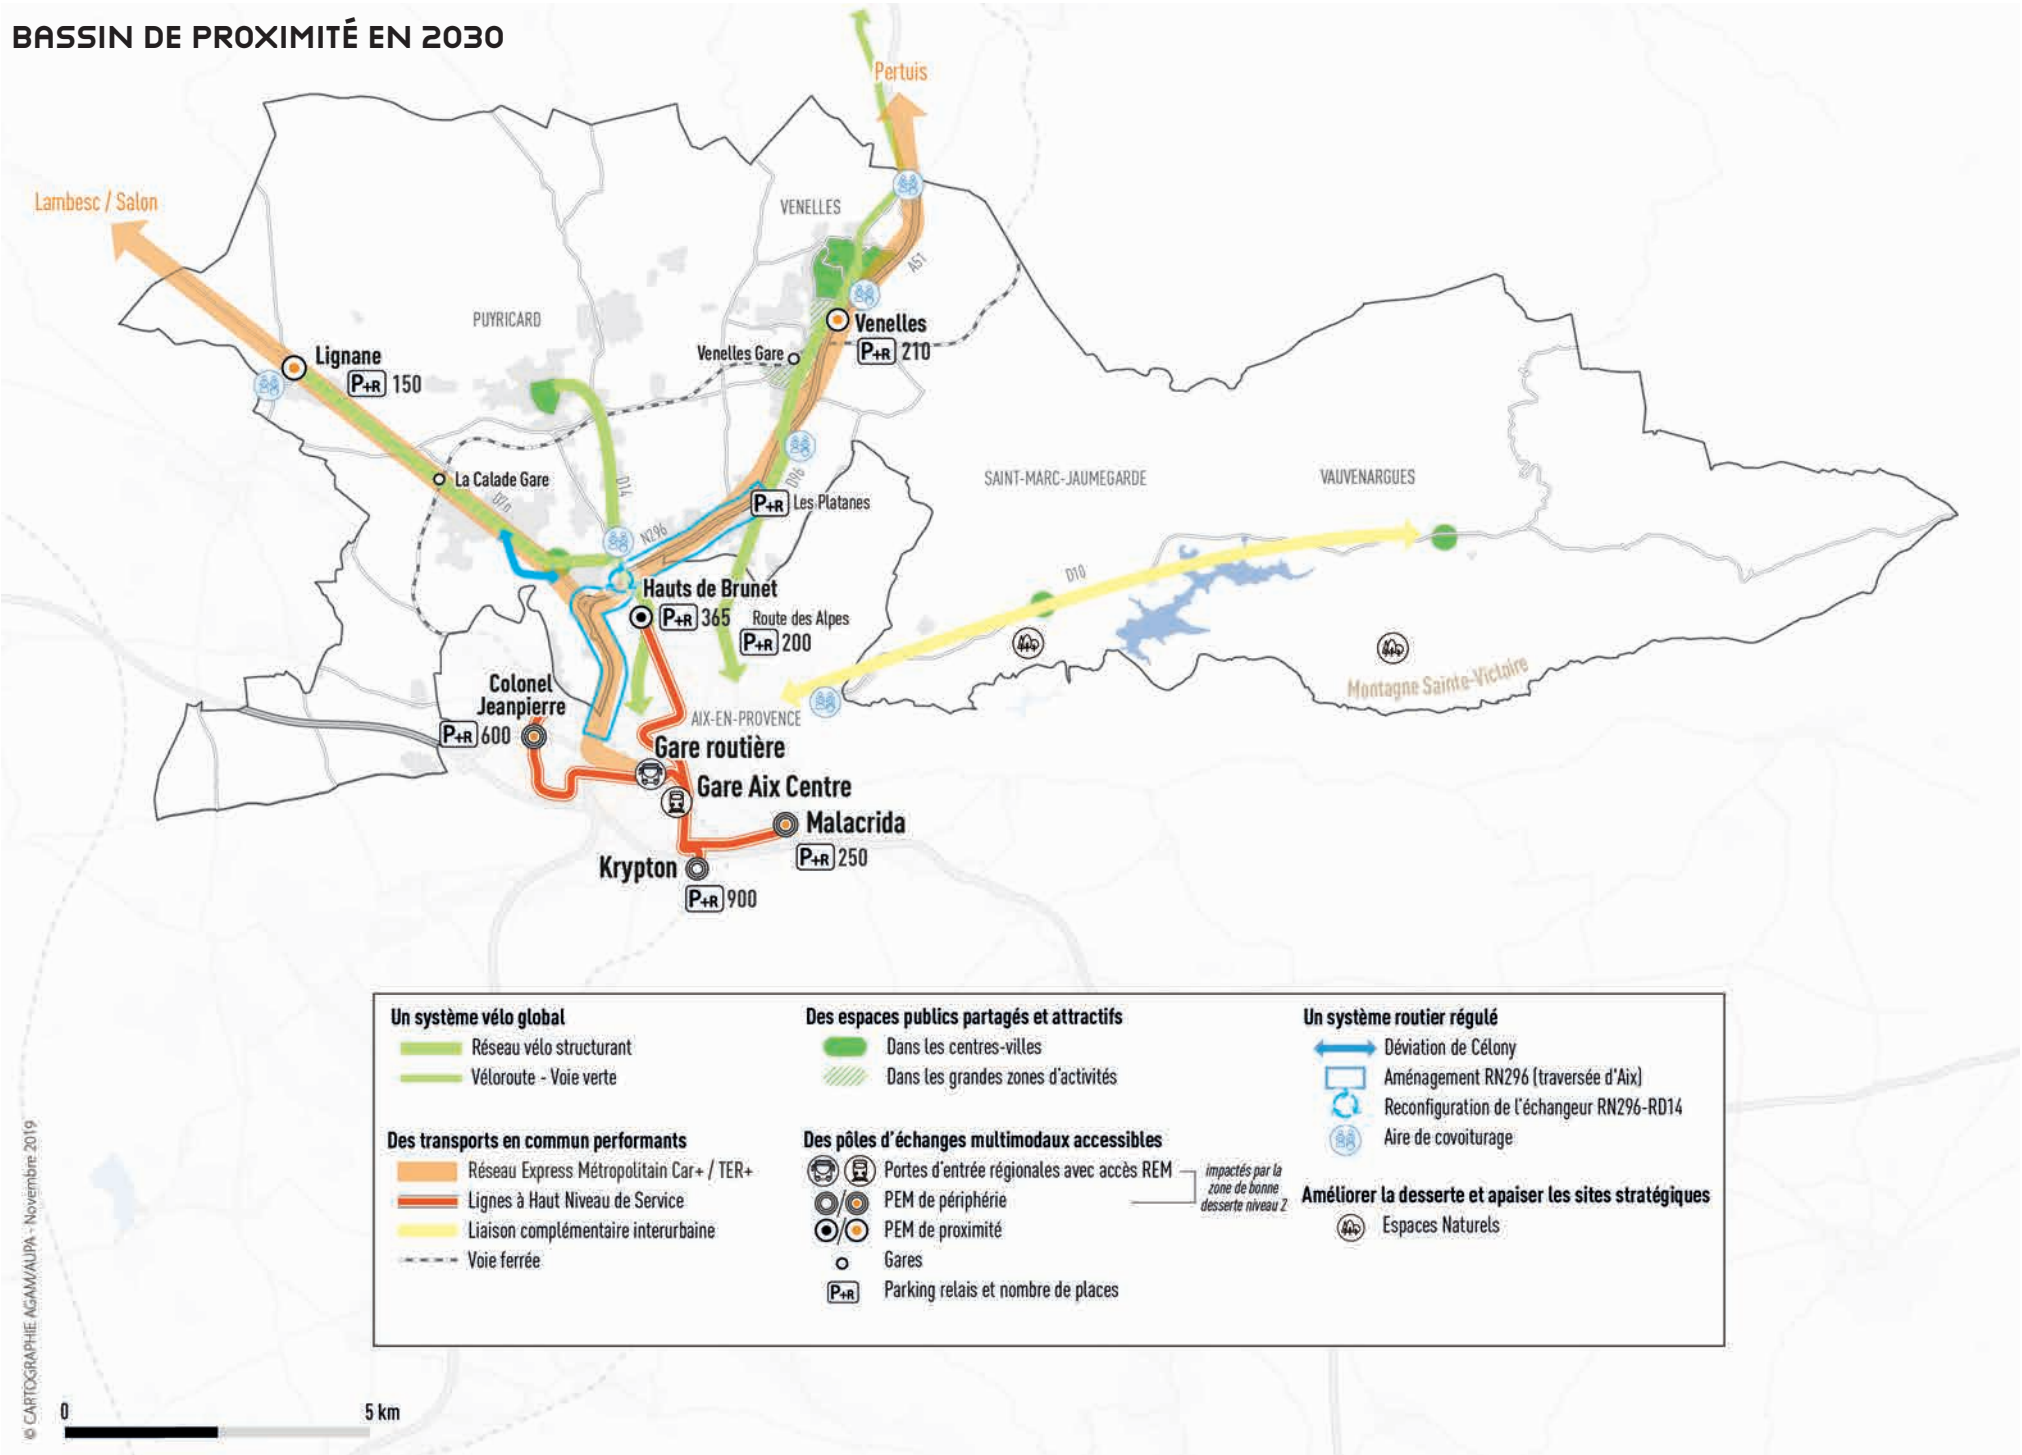 BASSIN DE PROXIMITÉ EN 2030
Pertuis
Lambesc / Salon
VENELLES
A51
PUYRICARD
Venelles
P+R 210
Venelles Gare
Lignane
P+R 150
La Calade Gare
D7n
D14
D96
SAINT-MARC-JAUMEGARDE
VAUVENARGUES
P+R Les Platanes
N296
D10
Hauts de Brunet
P+R 365
Route des Alpes
P+R 200
Montagne Sainte-Victoire
Colonel
Jeanpierre
P+R 600
AIX-EN-PROVENCE
Gare routière
Gare Aix Centre
Malacrida
P+R 250
Krypton
P+R 900
Un système vélo global
Réseau vélo structurant
Véloroute - Voie verte
Des transports en commun performants
Réseau Express Métropolitain Car+ / TER+
Lignes à Haut Niveau de Service
Liaison complémentaire interurbaine
Voie ferrée
Des espaces publics partagés et attractifs
Dans les centres-villes
Dans les grandes zones d'activités
Des pôles d'échanges multimodaux accessibles
Portes d'entrée régionales avec accès REM
PEM de périphérie
impactés par la
zone de bonne
desserte niveau 2
PEM de proximité
Gares
P+R Parking relais et nombre de places
Un système routier régulé
Déviation de Célony
Aménagement RN296 (traversée d'Aix)
Reconfiguration de l'échangeur RN296-RD14
Aire de covoiturage
Améliorer la desserte et apaiser les sites stratégiques
Espaces Naturels
0 5 km
© CARTOGRAPHIE AGAM/AUPA - Novembre 2019